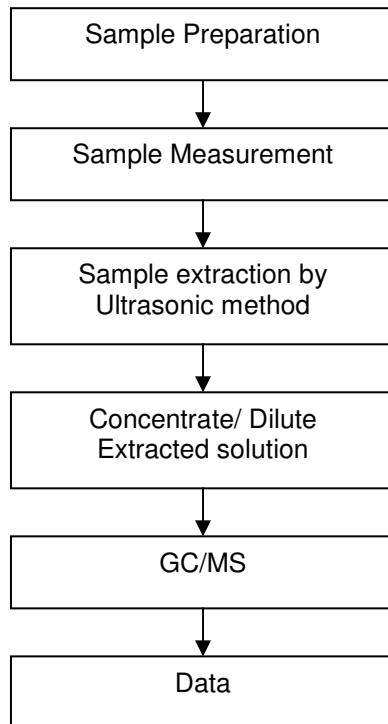 Sample Preparation
Sample Measurement
Sample extraction by
Ultrasonic method
Concentrate/ Dilute
Extracted solution
GC/MS
Data